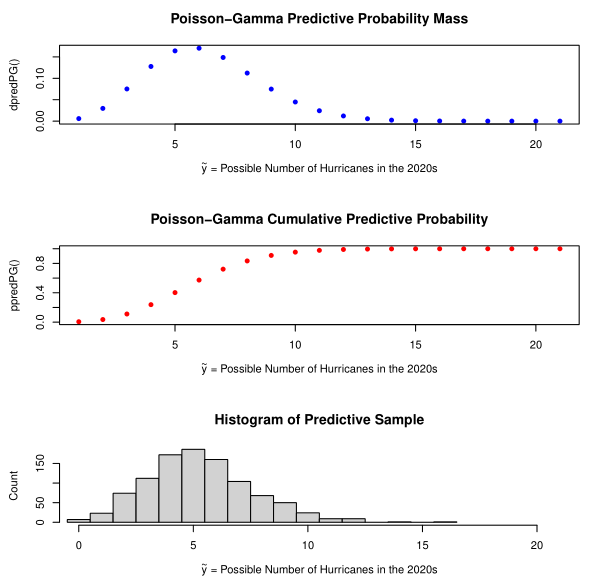 Poisson−Gamma Predictive Probability Mass
dpredPG()
0.00 0.10
5 10 15 20
ỹ = Possible Number of Hurricanes in the 2020s
Poisson−Gamma Cumulative Predictive Probability
ppredPG()
0.0 0.4 0.8
5 10 15 20
ỹ = Possible Number of Hurricanes in the 2020s
Histogram of Predictive Sample
Count
0 50 150
0 5 10 15 20
ỹ = Possible Number of Hurricanes in the 2020s